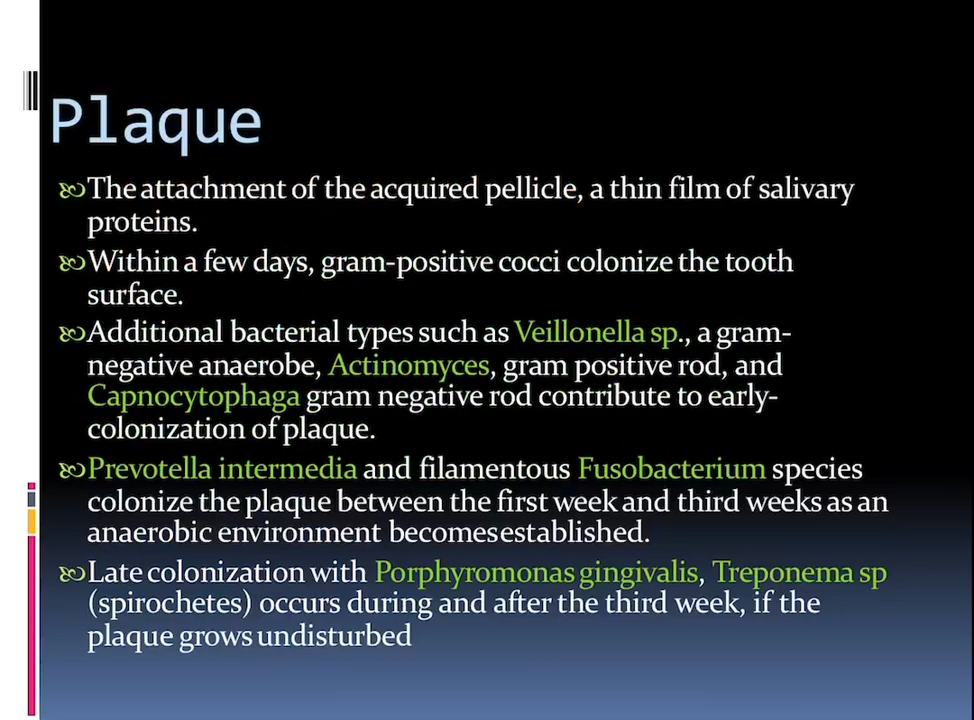 Plaque
The attachment of the acquired pellicle, a thin film of salivary
proteins.
Within a few days, gram-positive cocci colonize the tooth
surface.
Additional bacterial types such as Veillonella sp., a gram-
negative anaerobe, Actinomyces, gram positive rod, and
Capnocytophaga gram negative rod contribute to early-
colonization of plaque.
Prevotella intermedia and filamentous Fusobacterium species
colonize the plaque between the first week and third weeks as an
anaerobic environment becomes established.
Late colonization with Porphyromonas gingivalis, Treponema sp
(spirochetes) occurs during and after the third week, if the
plaque grows undisturbed